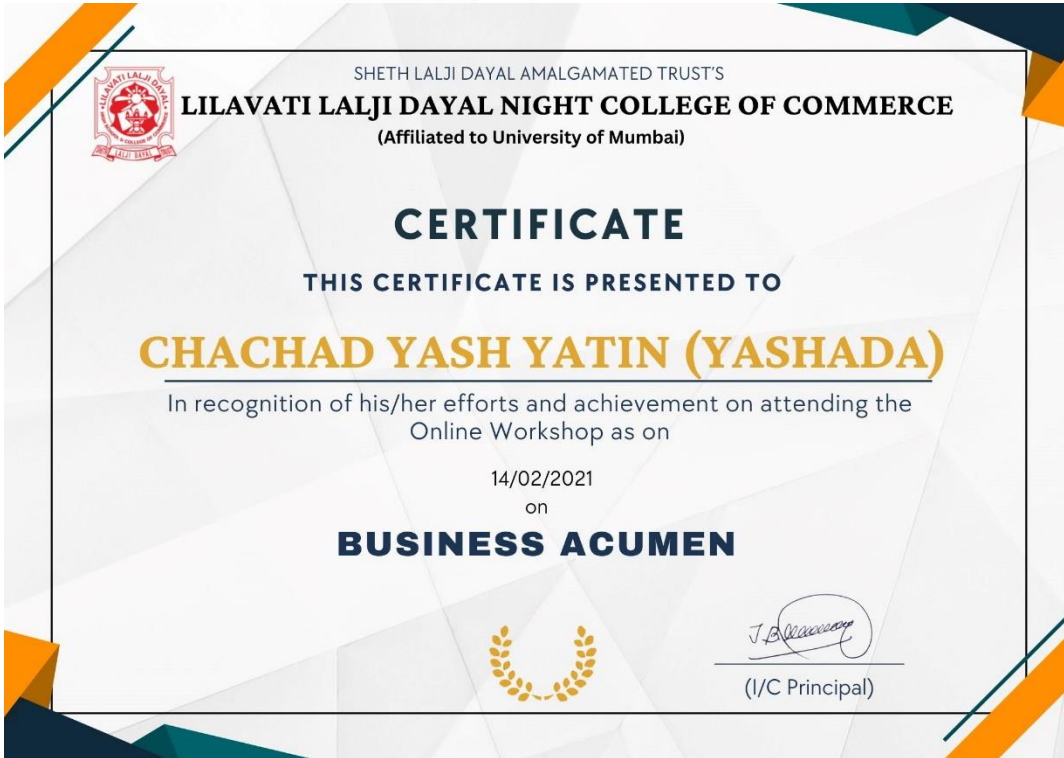 SHETH LALJI DAYAL AMALGAMATED TRUST'S
LILAVATI LALJI DAYAL NIGHT COLLEGE OF COMMERCE
(Affiliated to University of Mumbai)
CERTIFICATE
THIS CERTIFICATE IS PRESENTED TO
CHACHAD YASH YATIN (YASHADA)
In recognition of his/her efforts and achievement on attending the
Online Workshop as on
14/02/2021
on
BUSINESS ACUMEN
(I/C Principal)